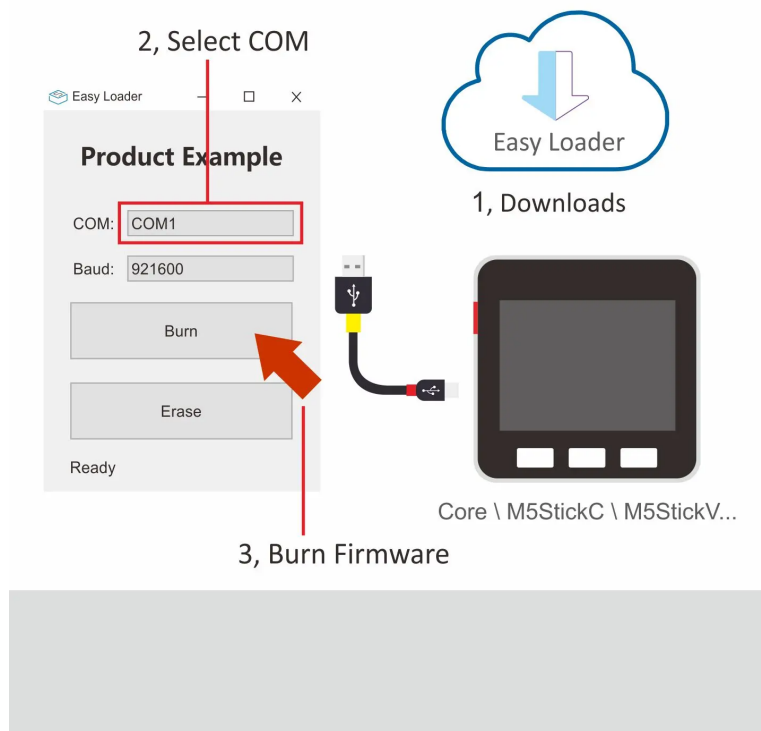 2, Select COM
Easy Loader
Product Example
COM: COM1
Baud: 921600
Burn
Erase
Ready
Easy Loader
1, Downloads
Core \ M5StickC \ M5StickV...
3, Burn Firmware